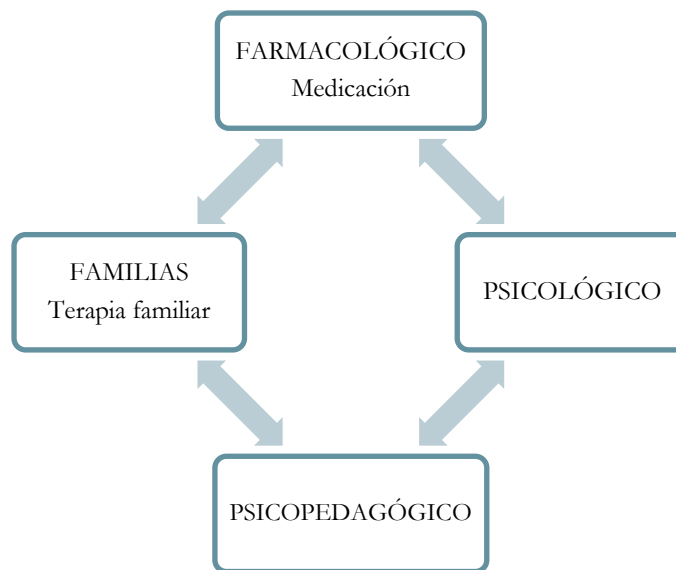 FARMACOLÓGICO
Medicación
FAMILIAS
Terapia familiar
PSICOLÓGICO
PSICOPEDAGÓGICO